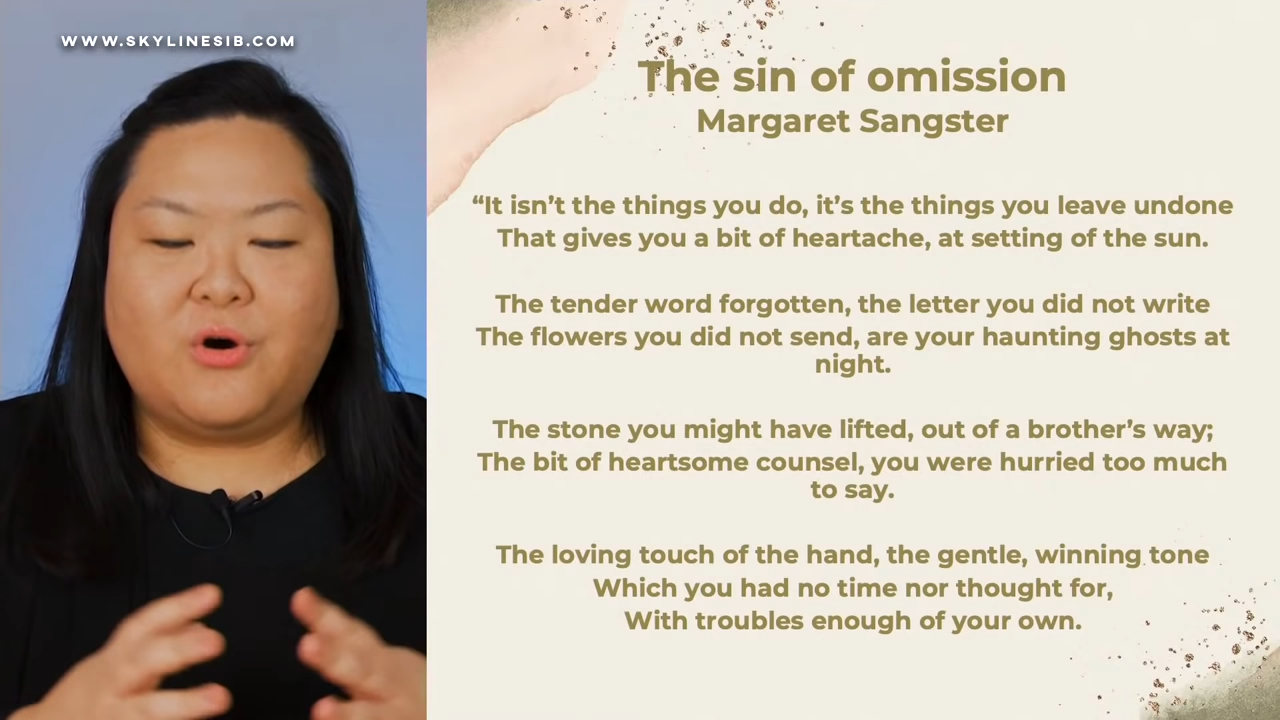 WWW.SKYLINESIB.COM
The sin of omission
Margaret Sangster
“It isn’t the things you do, it’s the things you leave undone
That gives you a bit of heartache, at setting of the sun.
The tender word forgotten, the letter you did not write
The flowers you did not send, are your haunting ghosts at
night.
The stone you might have lifted, out of a brother’s way;
The bit of heartsome counsel, you were hurried too much
to say.
The loving touch of the hand, the gentle, winning tone
Which you had no time nor thought for,
With troubles enough of your own.